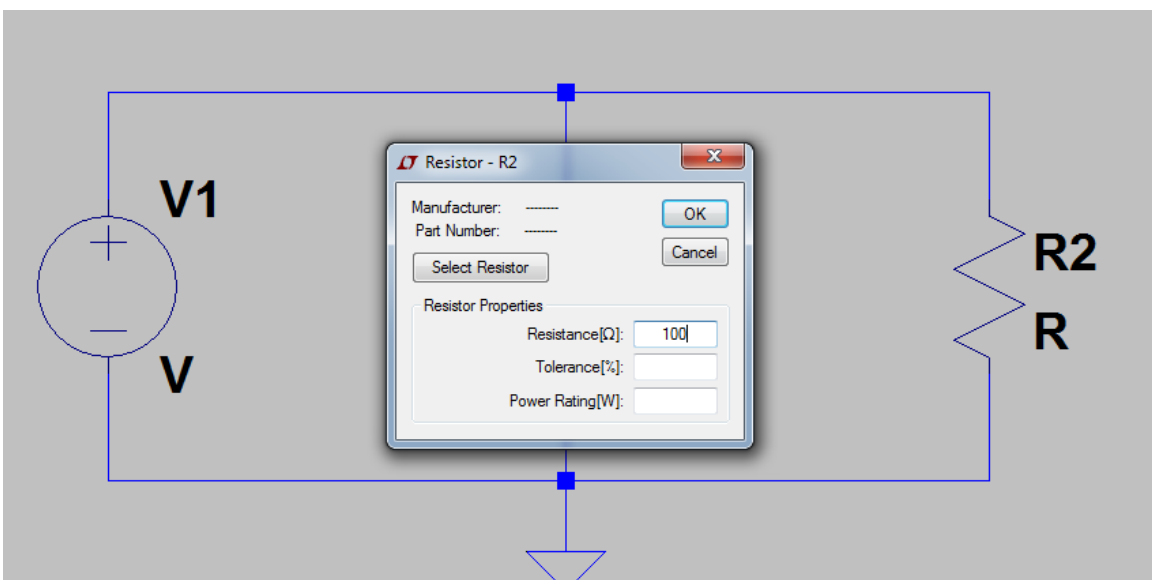 Resistor - R2
V1
V
Manufacturer: --------
Part Number: --------
OK
Cancel
Select Resistor
Resistor Properties
Resistance[Ω]: 100
Tolerance[%]:
Power Rating[W]:
R2
R